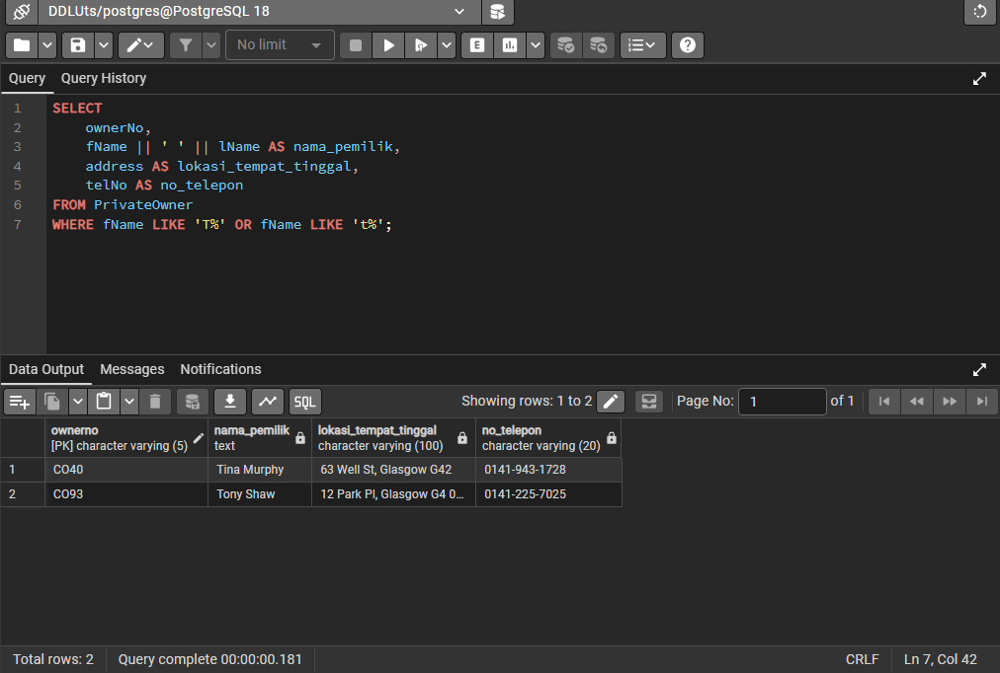 DDLUts/postgres@PostgreSQL 18
No limit
E
Query Query History
1 SELECT
2 ownerNo,
3 fName || ' ' || lName AS nama_pemilik,
4 address AS lokasi_tempat_tinggal,
5 telNo AS no_telepon
6 FROM PrivateOwner
7 WHERE fName LIKE 'T%' OR fName LIKE 't%';
Data Output Messages Notifications
SQL Showing rows: 1 to 2 Page No: 1 of 1
ownerno nama_pemilik lokasi_tempat_tinggal no_telepon
[PK] character varying (5) text character varying (100) character varying (20)
1 CO40 Tina Murphy 63 Well St, Glasgow G42 0141-943-1728
2 CO93 Tony Shaw 12 Park Pl, Glasgow G4 0... 0141-225-7025
Total rows: 2 Query complete 00:00:00.181 CRLF Ln 7, Col 42